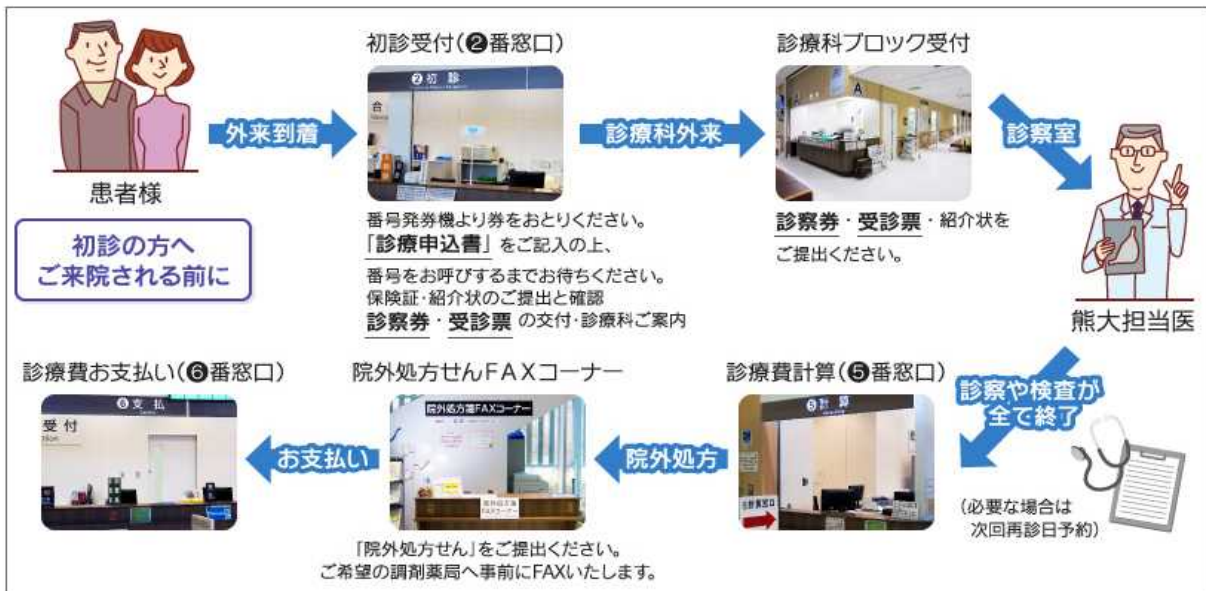 患者様
初診の方へ
ご来院される前に
外来到着
初診受付(❷番窓口)
❷初診
合
番号発券機より券をおとりください。
「診療申込書」をご記入の上、
番号をお呼びするまでお待ちください。
保険証・紹介状のご提出と確認
診察券・受診票の交付・診療科ご案内
診療科外来
診療科ブロック受付
A
診察券・受診票・紹介状を
ご提出ください。
診察室
熊大担当医
診察や検査が
全て終了
(必要な場合は
次回再診日予約)
診療費計算(❺番窓口)
❺計算
院外処方
院外処方せんFAXコーナー
院外処方箋FAXコーナー
院外処方箋
FAXコーナー
「院外処方せん」をご提出ください。
ご希望の調剤薬局へ事前にFAXいたします。
お支払い
診療費お支払い(❻番窓口)
❻支払
受付